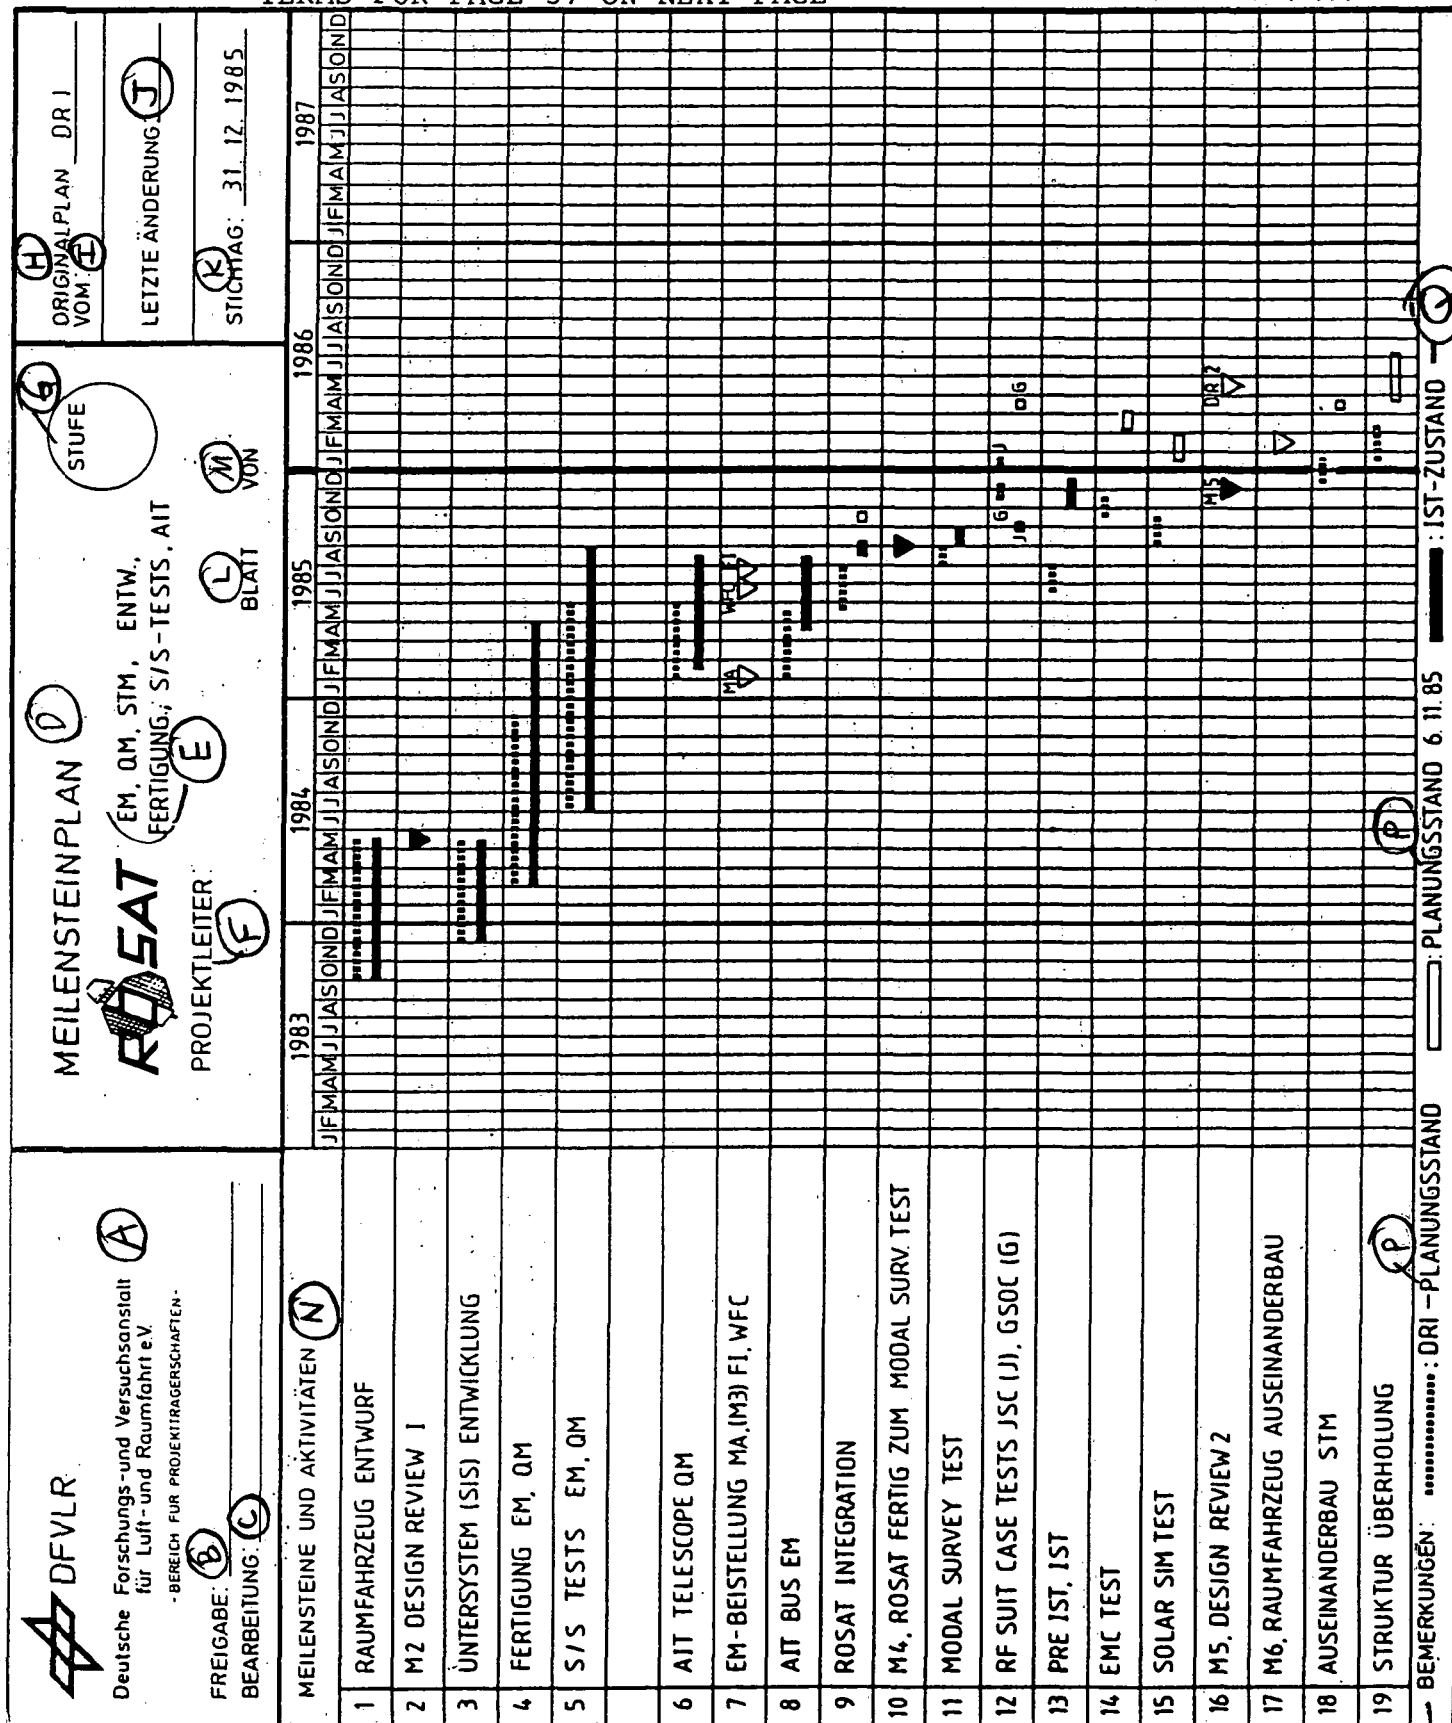 TERMS FOR PAGE 57 ON NEXT PAGE
DFVLR
Deutsche Forschungs-und Versuchsanstalt
für Luft-und Raumfahrt e.V.
A
-BEREICH FÜR PROJEKTTRÄGERSCHAFTEN-
FREIGABE: B
BEARBEITUNG: C
MEILENSTEINPLAN D
ROSAT
EM, QM, STM, ENTW.,
FERTIGUNG, S/S-TESTS, AIT
E
PROJEKTLEITER:
F
G
STUFE
L
BLATT
M
VON
H
ORIGINALPLAN DR I
VOM: I
LETZTE ÄNDERUNG: J
K
STICHTAG: 31. 12. 1985
MEILENSTEINE UND AKTIVITÄTEN N
1983 1984 1985 1986 1987
J F M A M J J A S O N D J F M A M J J A S O N D J F M A M J J A S O N D J F M A M J J A S O N D J F M A M J J A S O N D
1 RAUMFAHRZEUG ENTWURF
2 M2 DESIGN REVIEW I
3 UNTERSYSTEM (SIS) ENTWICKLUNG
4 FERTIGUNG EM, QM
5 S/S TESTS EM, QM
6 AIT TELESCOPE QM
7 EM-BEISTELLUNG MA,(M3) FI, WFC
MA WFC FI
8 AIT BUS EM
9 ROSAT INTEGRATION
10 M4, ROSAT FERTIG ZUM MODAL SURV. TEST
11 MODAL SURVEY TEST
12 RF SUIT CASE TESTS JSC (J), GSOC (G)
G J
J G
13 PRE IST, IST
14 EMC TEST
15 SOLAR SIM TEST
16 M5, DESIGN REVIEW 2
M5 DR 2
17 M6, RAUMFAHRZEUG AUSEINANDERBAU
18 AUSEINANDERBAU STM
19 STRUKTUR ÜBERHOLUNG
P P
BEMERKUNGEN: : DRI - PLANUNGSSTAND : PLANUNGSSTAND 6. 11. 85 : IST-ZUSTAND Q